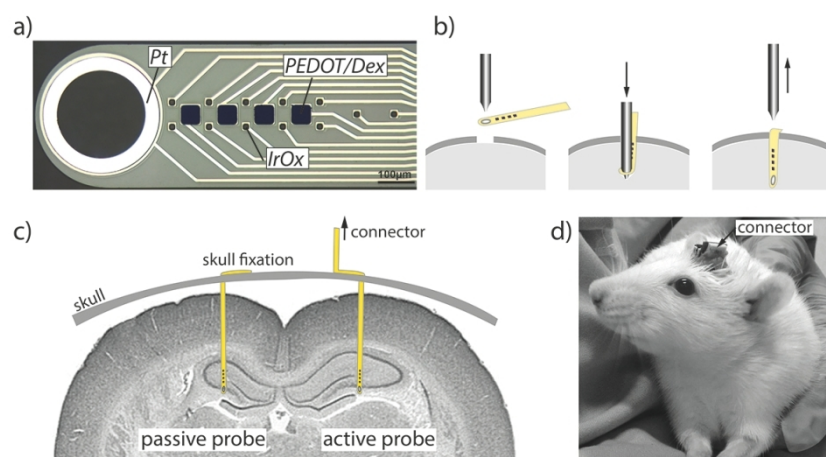 a)
Pt
PEDOT/Dex
IrOx
100µm
b)
c)
connector
skull fixation
skull
passive probe
active probe
d)
connector